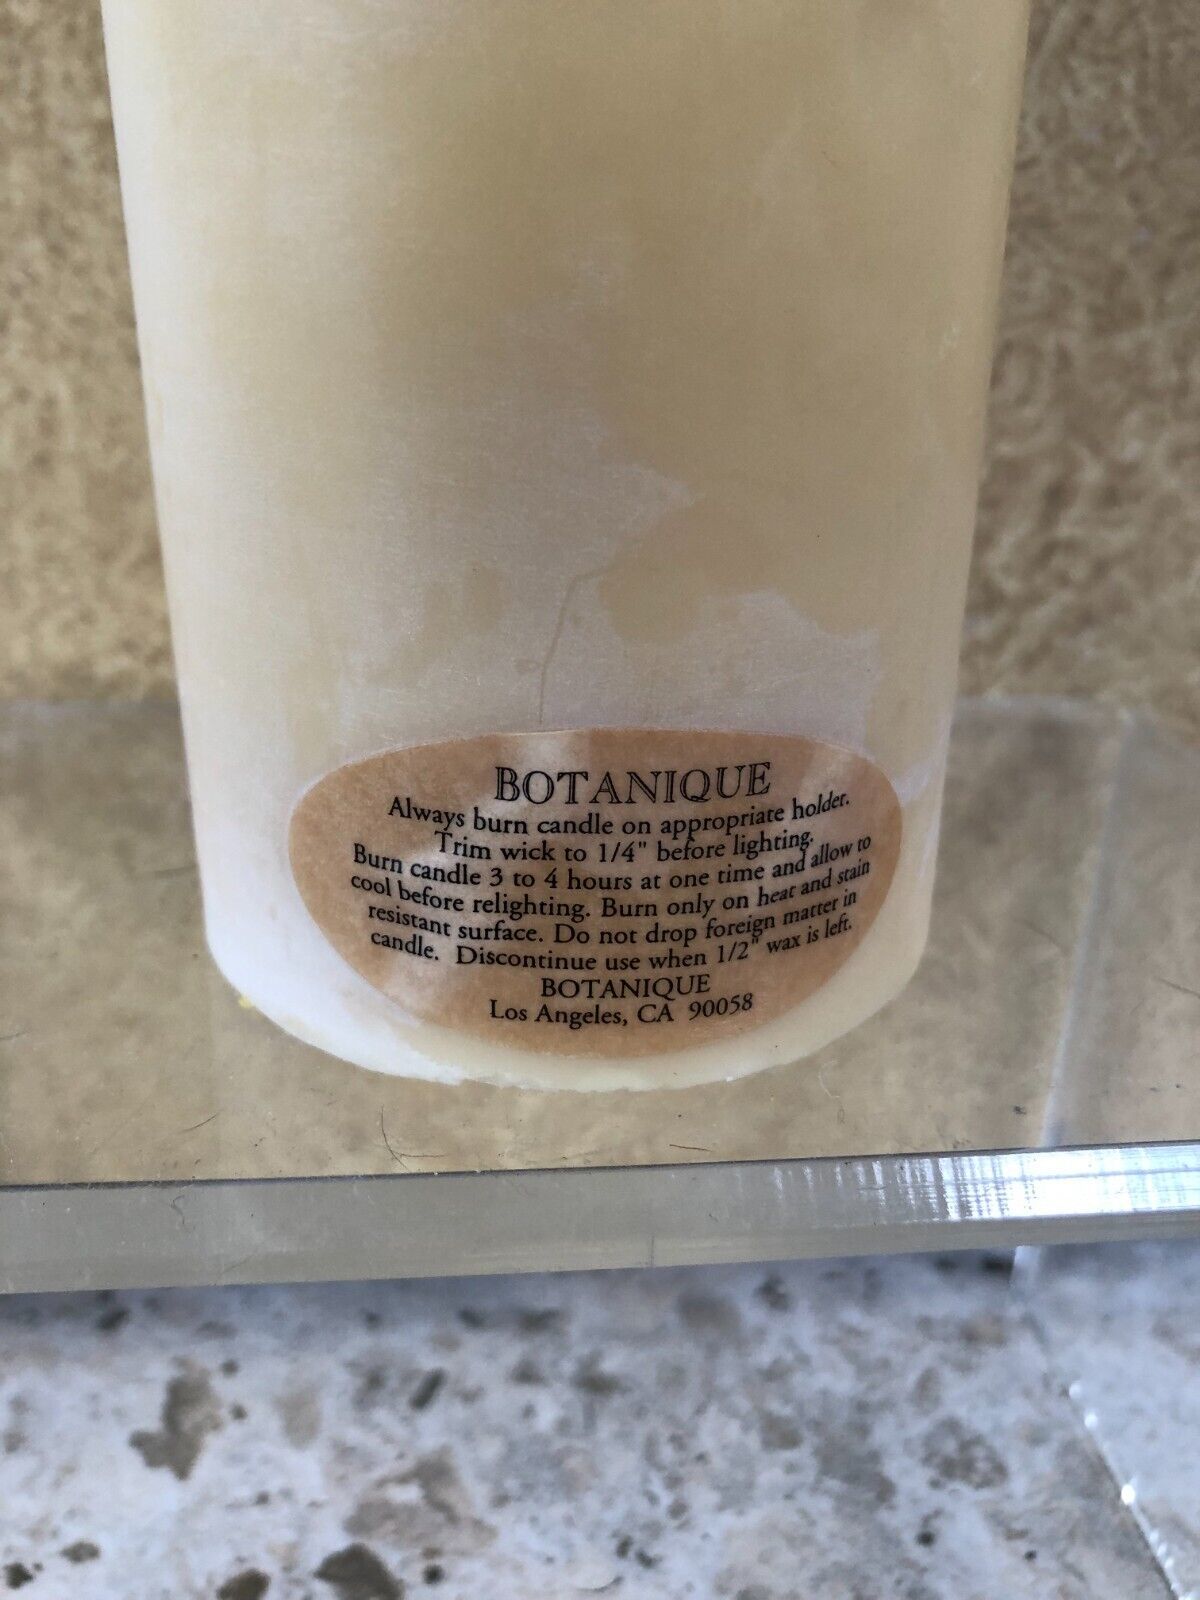 BOTANIQUE
Always burn candle on appropriate holder.
Trim wick to 1/4" before lighting.
Burn candle 3 to 4 hours at one time and allow to
cool before relighting. Burn only on heat and stain
resistant surface. Do not drop foreign matter in
candle. Discontinue use when 1/2" wax is left.
BOTANIQUE
Los Angeles, CA 90058